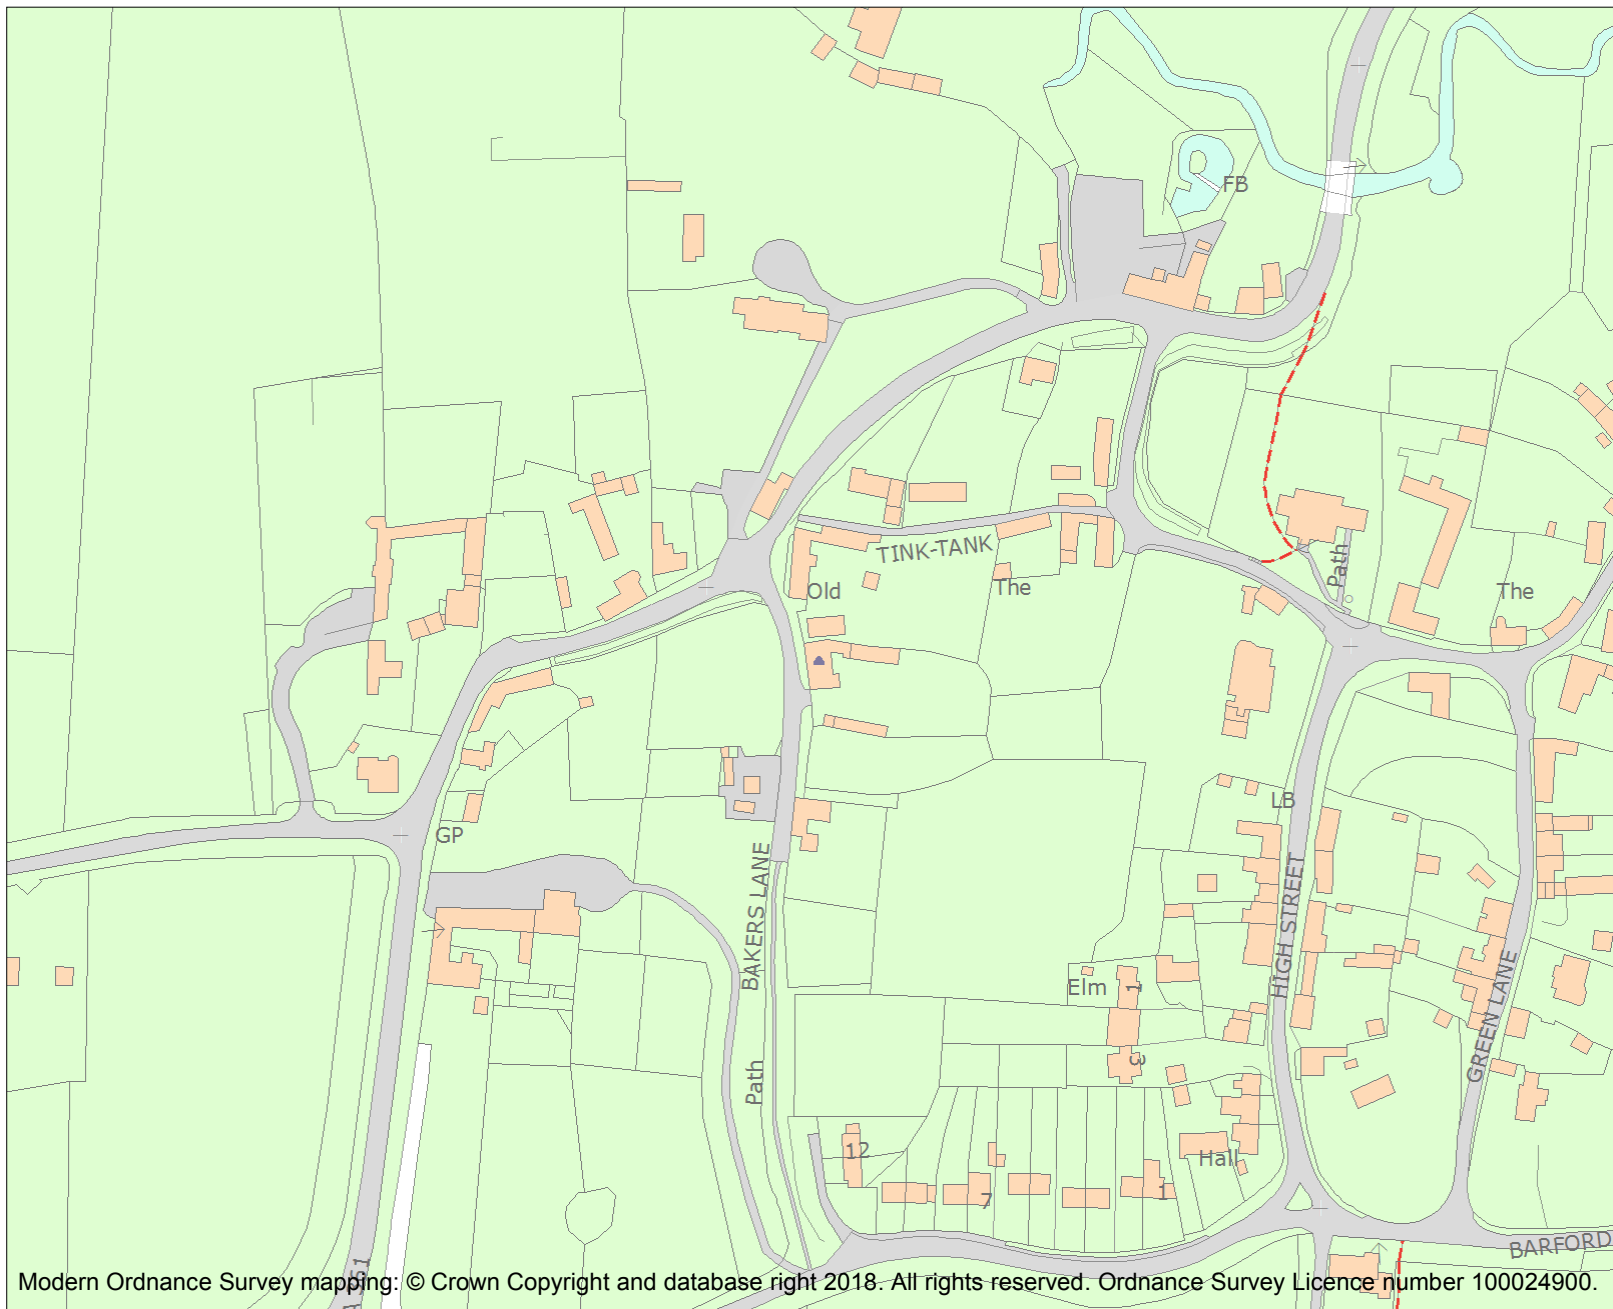 FB
TINK-TANK
Path
Old
The
The
LB
GP
BAKERS LANE
HIGH STREET
Elm
1
GREEN LANE
3
Path
12
Hall
7
1
BARFORD
A 361
Modern Ordnance Survey mapping: © Crown Copyright and database right 2018. All rights reserved. Ordnance Survey Licence number 100024900.